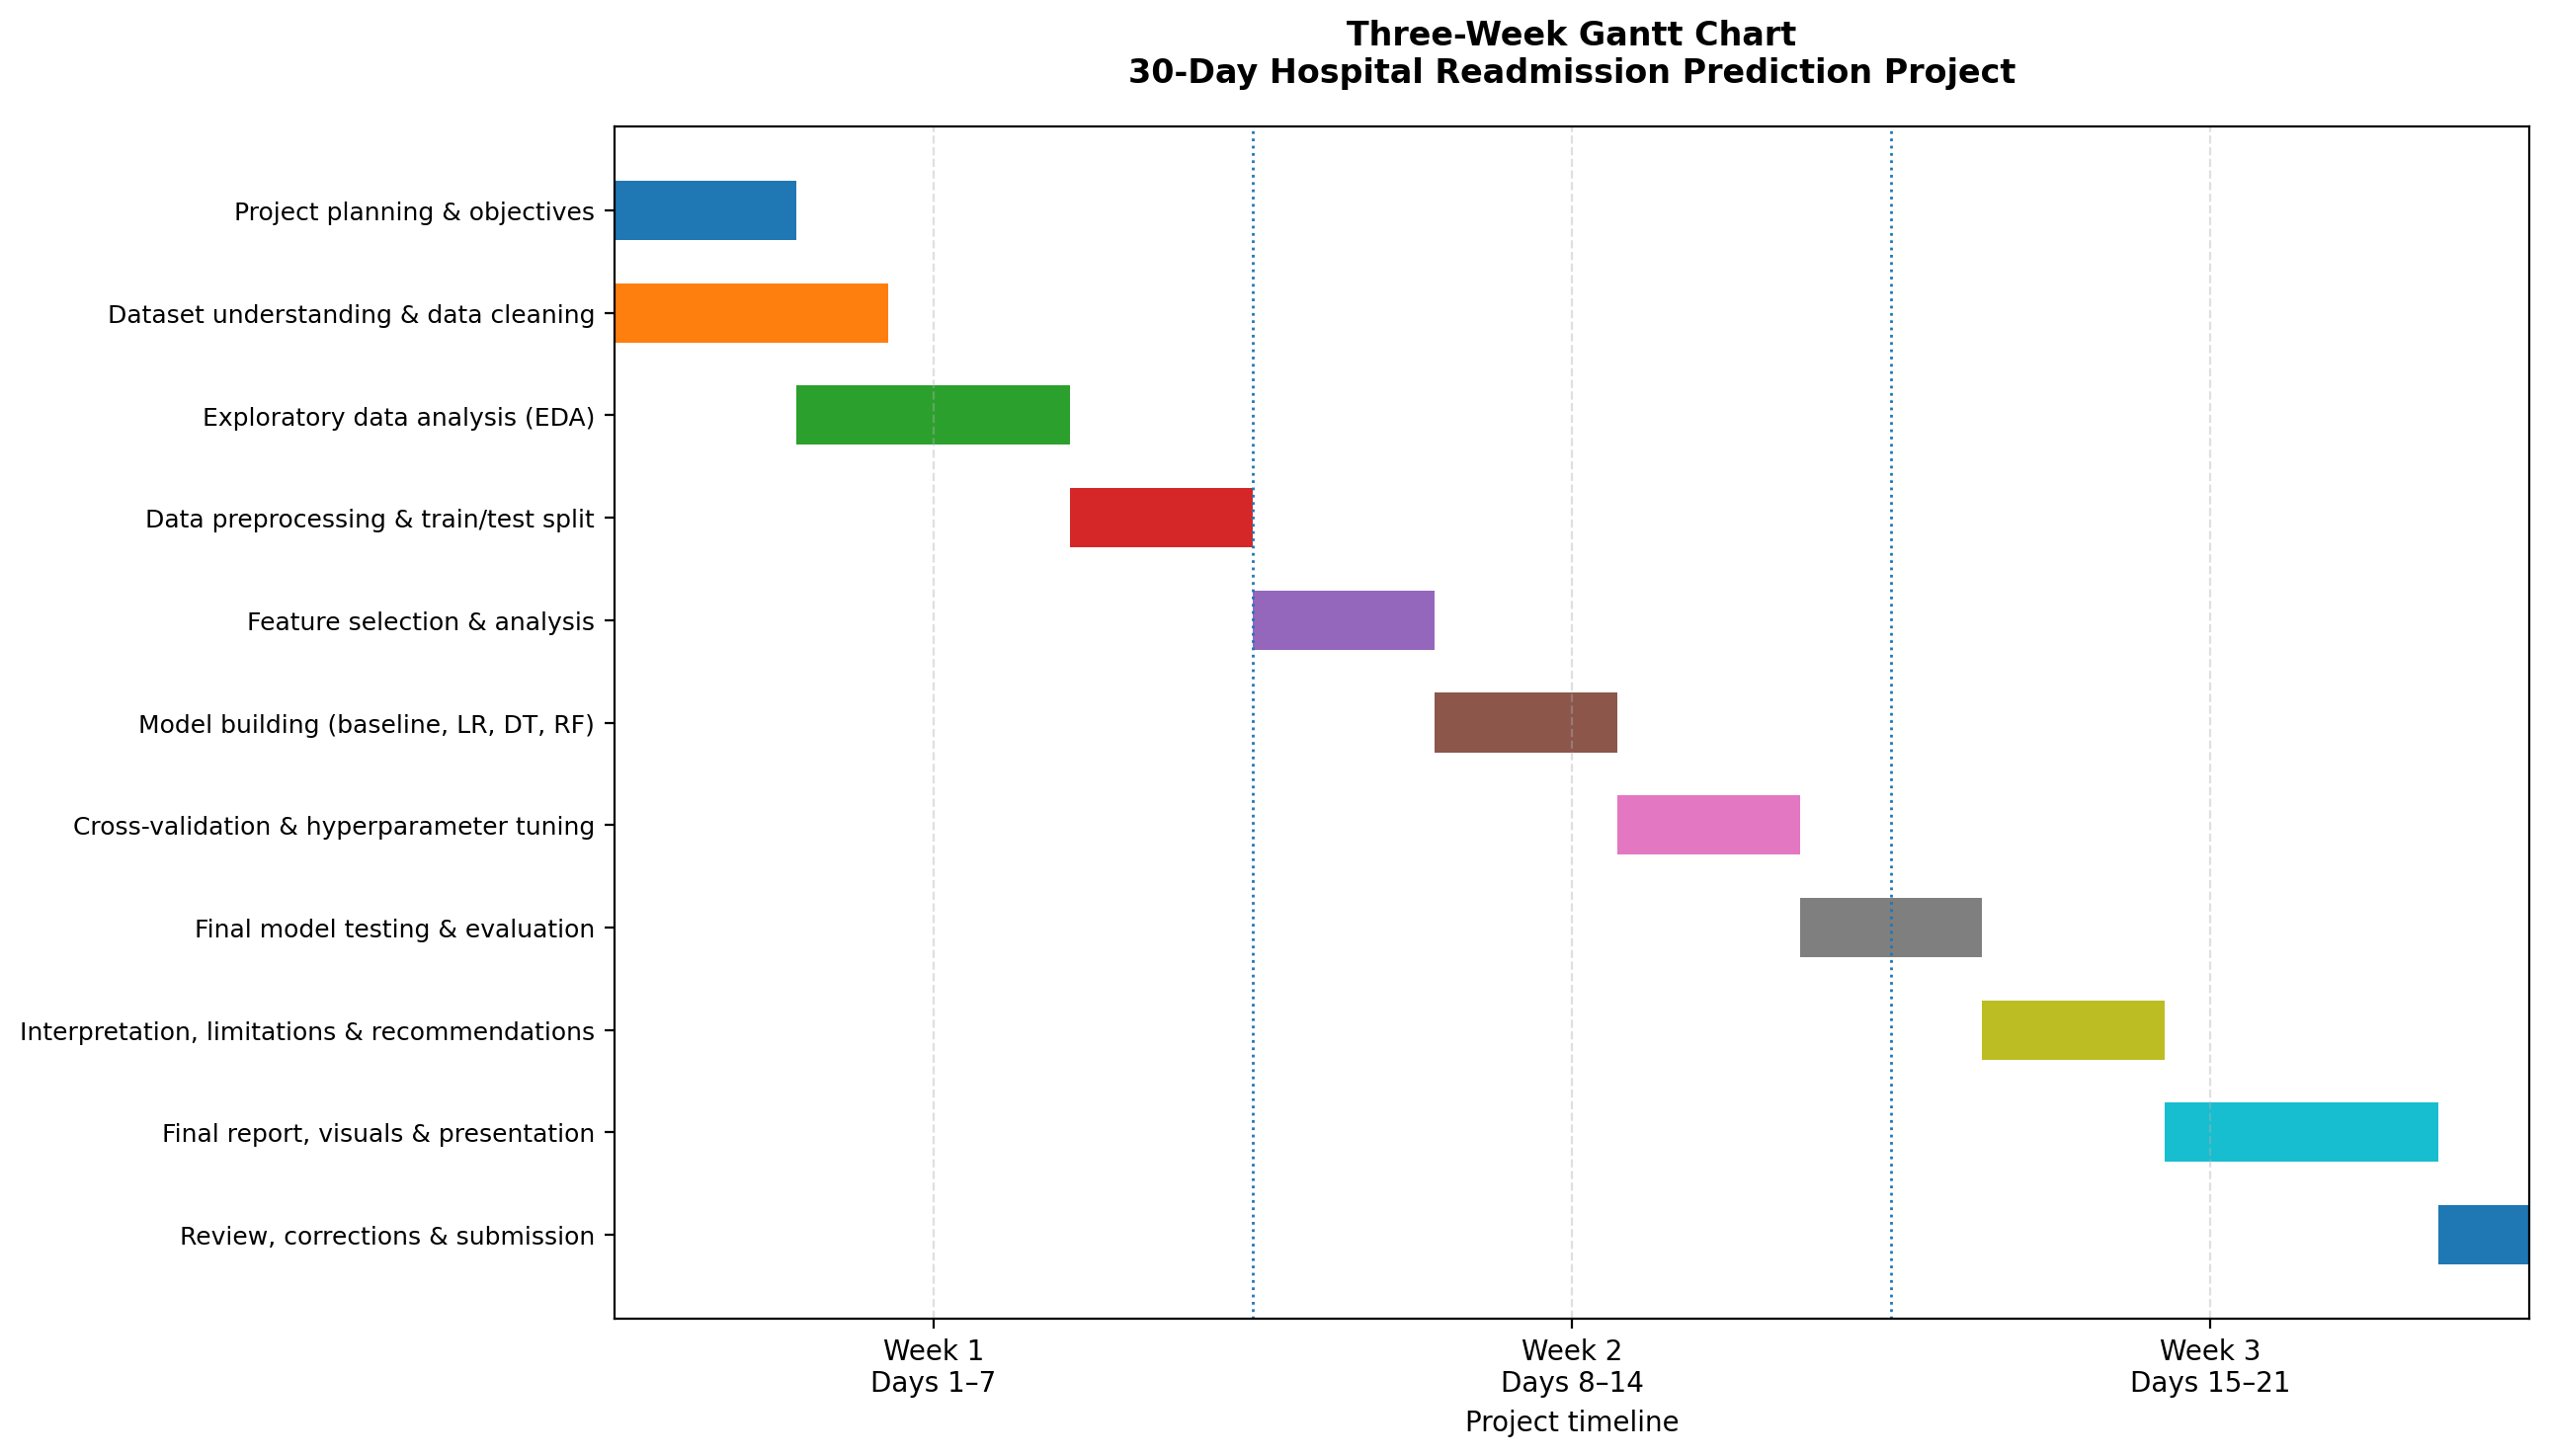 Three-Week Gantt Chart
30-Day Hospital Readmission Prediction Project
Project planning & objectives
Dataset understanding & data cleaning
Exploratory data analysis (EDA)
Data preprocessing & train/test split
Feature selection & analysis
Model building (baseline, LR, DT, RF)
Cross-validation & hyperparameter tuning
Final model testing & evaluation
Interpretation, limitations & recommendations
Final report, visuals & presentation
Review, corrections & submission
Week 1
Days 1–7
Week 2
Days 8–14
Week 3
Days 15–21
Project timeline